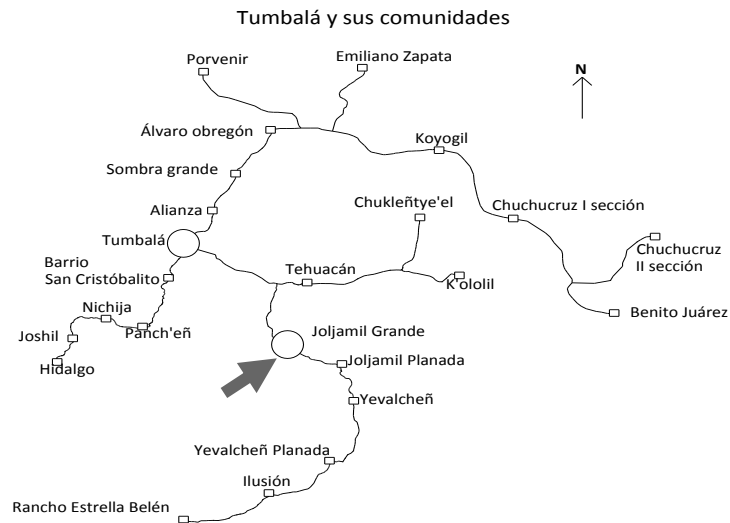 Tumbalá y sus comunidades
Porvenir
Emiliano Zapata
N
Álvaro obregón
Koyogil
Sombra grande
Chukleñtye'el
Chuchucruz I sección
Alianza
Tumbalá
Chuchucruz
II sección
Barrio
San Cristóbalito
Tehuacán
K'ololil
Nichija
Panch'eñ
Joljamil Grande
Benito Juárez
Joshil
Hidalgo
Joljamil Planada
Yevalcheñ
Yevalcheñ Planada
Ilusión
Rancho Estrella Belén